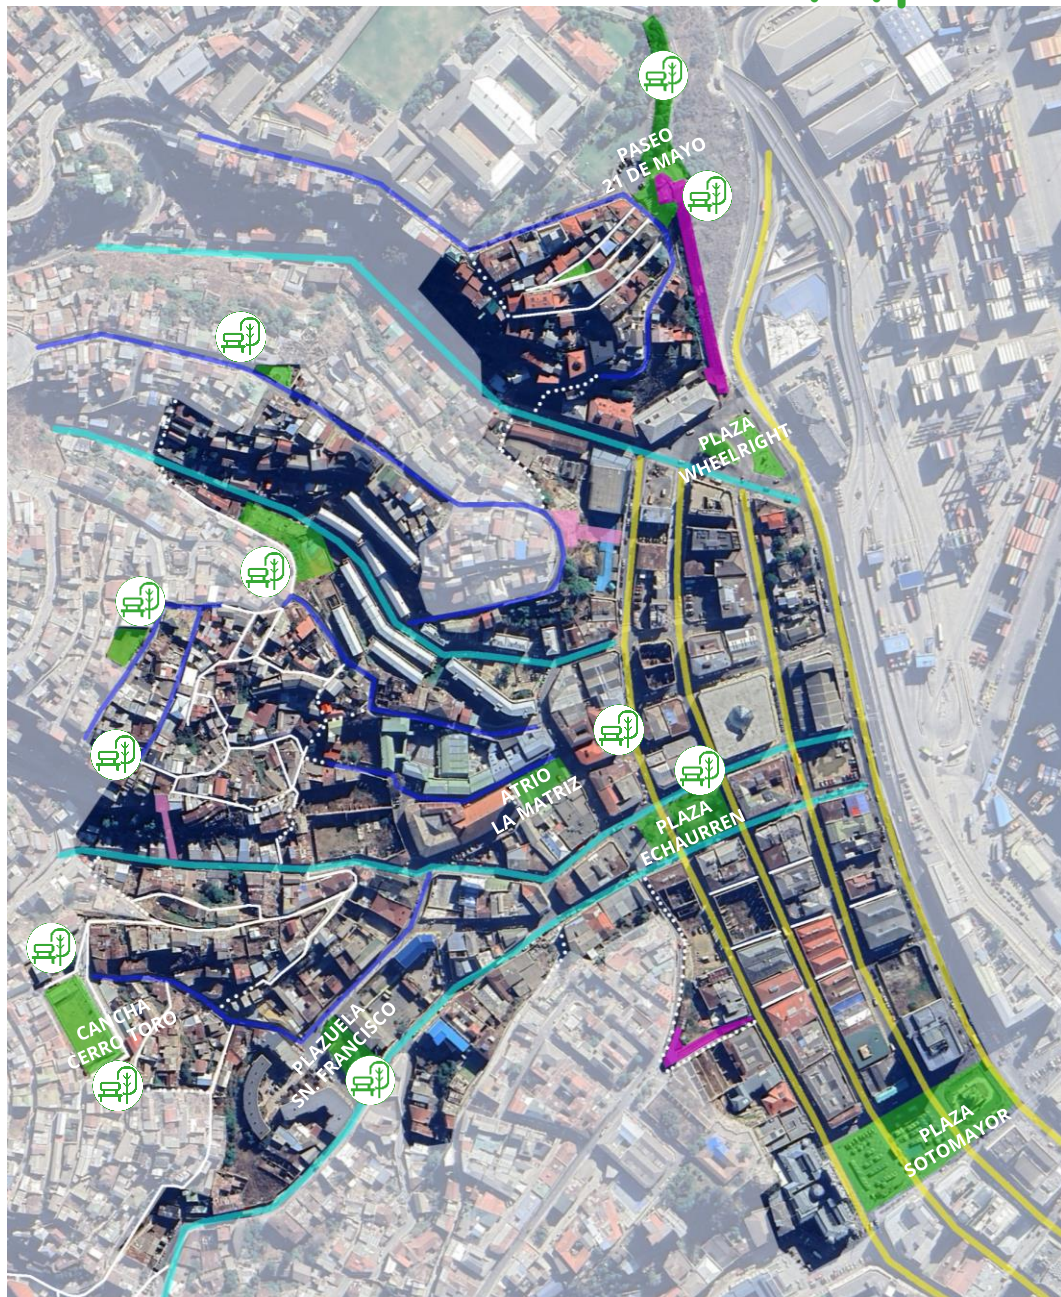 PASEO
21 DE MAYO
PLAZA
WHEELRIGHT
ATRIO
LA MATRIZ
PLAZA
ECHAURREN
CANCHA
CERRO TORO
PLAZUELA
SN. FRANCISCO
PLAZA
SOTOMAYOR